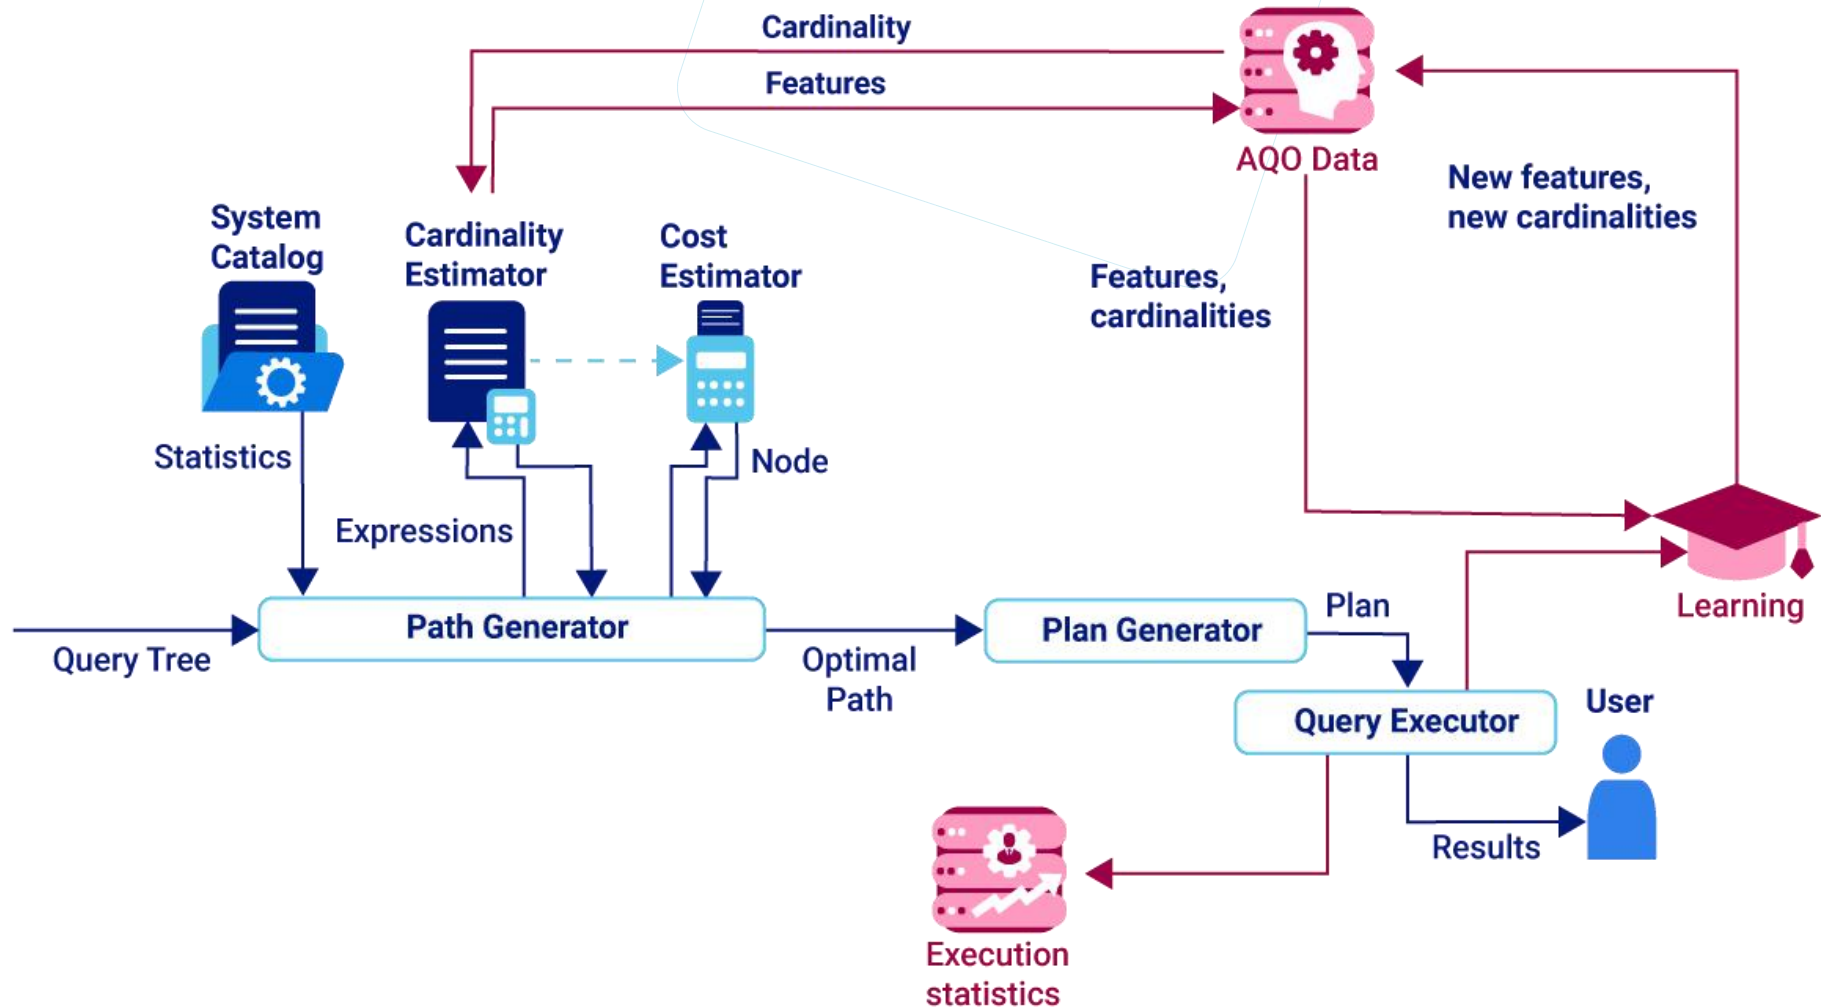 Cardinality
Features
AQO Data
New features,
new cardinalities
System
Catalog
Cardinality
Estimator
Cost
Estimator
Features,
cardinalities
Statistics
Node
Expressions
Learning
Query Tree
Path Generator
Optimal
Path
Plan Generator
Plan
Query Executor
User
Results
Execution
statistics